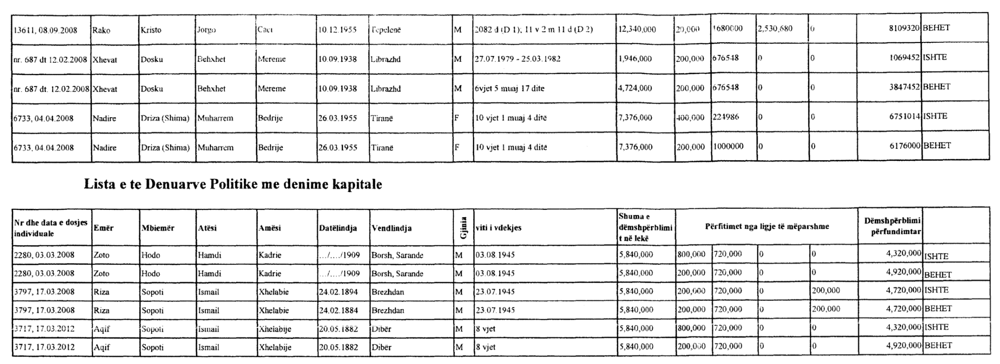 13611, 08.09.2008 Rako Kristo Jorgo Caci 10.12.1955 Tepelenë M 2082 d (D 1); 11 v 2 m 11 d (D 2) 12,340,000 20,000 1680000 2,530,680 0 8109320 BEHET
nr. 687 dt 12.02.2008 Xhevat Dosku Behxhet Mereme 10.09.1938 Librazhd M 27.07.1979 - 25.03.1982 1,946,000 200,000 676548 0 0 1069452 ISHTE
nr. 687 dt. 12.02.2008 Xhevat Dosku Behxhet Mereme 10.09.1938 Librazhd M 6vjet 5 muaj 17 dite 4,724,000 200,000 676548 0 0 3847452 BEHET
6733, 04.04.2008 Nadire Driza (Shima) Muharrem Bedrije 26.03.1955 Tiranë F 10 vjet 1 muaj 4 ditë 7,376,000 400,000 224986 0 0 6751014 ISHTE
6733, 04.04.2008 Nadire Driza (Shima) Muharrem Bedrije 26.03.1955 Tiranë F 10 vjet 1 muaj 4 ditë 7,376,000 200,000 1000000 0 0 6176000 BEHET
Lista e te Denuarve Politike me denime kapitale
Nr dhe data e dosjes individuale Emër Mbiemër Atësi Amësi Datëlindja Vendlindja Gjinia viti i vdekjes Shuma e dëmshpërblimi t në lekë Përfitimet nga ligje të mëparshme Dëmshpërblimi përfundimtar
2280, 03.03.2008 Zoto Hodo Hamdi Kadrie .../..../1909 Borsh, Sarande M 03.08.1945 5,840,000 800,000 720,000 0 0 4,320,000 ISHTE
2280, 03.03.2008 Zoto Hodo Hamdi Kadrie .../..../1909 Borsh, Sarande M 03.08.1945 5,840,000 200,000 720,000 0 0 4,920,000 BEHET
3797, 17.03.2008 Riza Sopoti Ismail Xhelabie 24.02.1894 Brezhdan M 23.07.1945 5,840,000 200,000 720,000 0 200,000 4,720,000 ISHTE
3797, 17.03.2008 Riza Sopoti Ismail Xhelabie 24.02.1884 Brezhdan M 23.07.1945 5,840,000 200,000 720,000 0 200,000 4,720,000 BEHET
3717, 17.03.2012 Aqif Sopoti Ismail Xhelabije 20.05.1882 Dibër M 8 vjet 5,840,000 800,000 720,000 0 0 4,320,000 ISHTE
3717, 17.03.2012 Aqif Sopoti Ismail Xhelabije 20.05.1882 Dibër M 8 vjet 5,840,000 200,000 720,000 0 0 4,920,000 BEHET